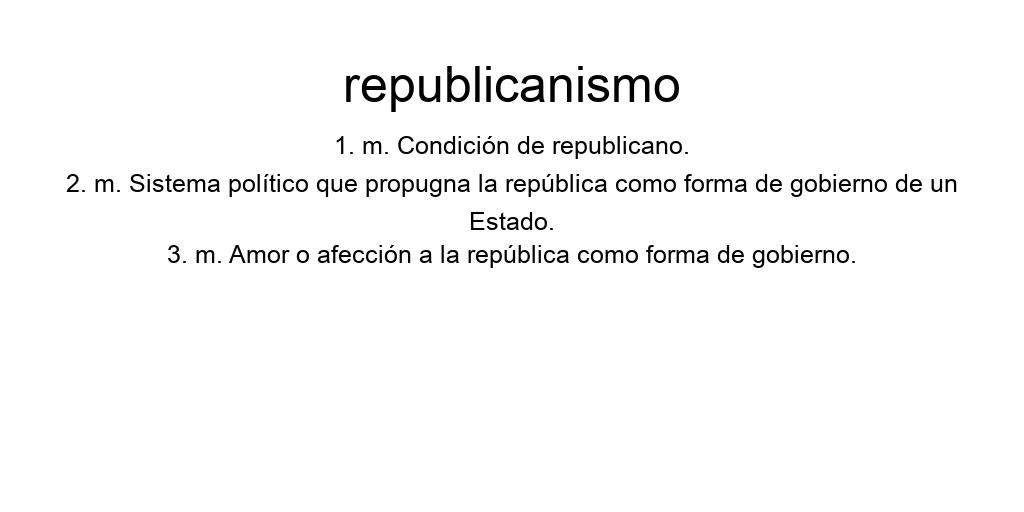 republicanismo
1. m. Condición de republicano.
2. m. Sistema político que propugna la república como forma de gobierno de un
Estado.
3. m. Amor o afección a la república como forma de gobierno.